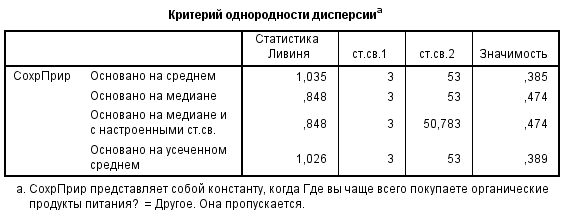 Критерий однородности дисперсииa
Статистика Ливиня ст.св.1 ст.св.2 Значимость
СохрПрир Основано на среднем 1,035 3 53 ,385
Основано на медиане ,848 3 53 ,474
Основано на медиане и с настроенными ст.св. ,848 3 50,783 ,474
Основано на усеченном среднем 1,026 3 53 ,389
a. СохрПрир представляет собой константу, когда Где вы чаще всего покупаете органические
продукты питания? = Другое. Она пропускается.